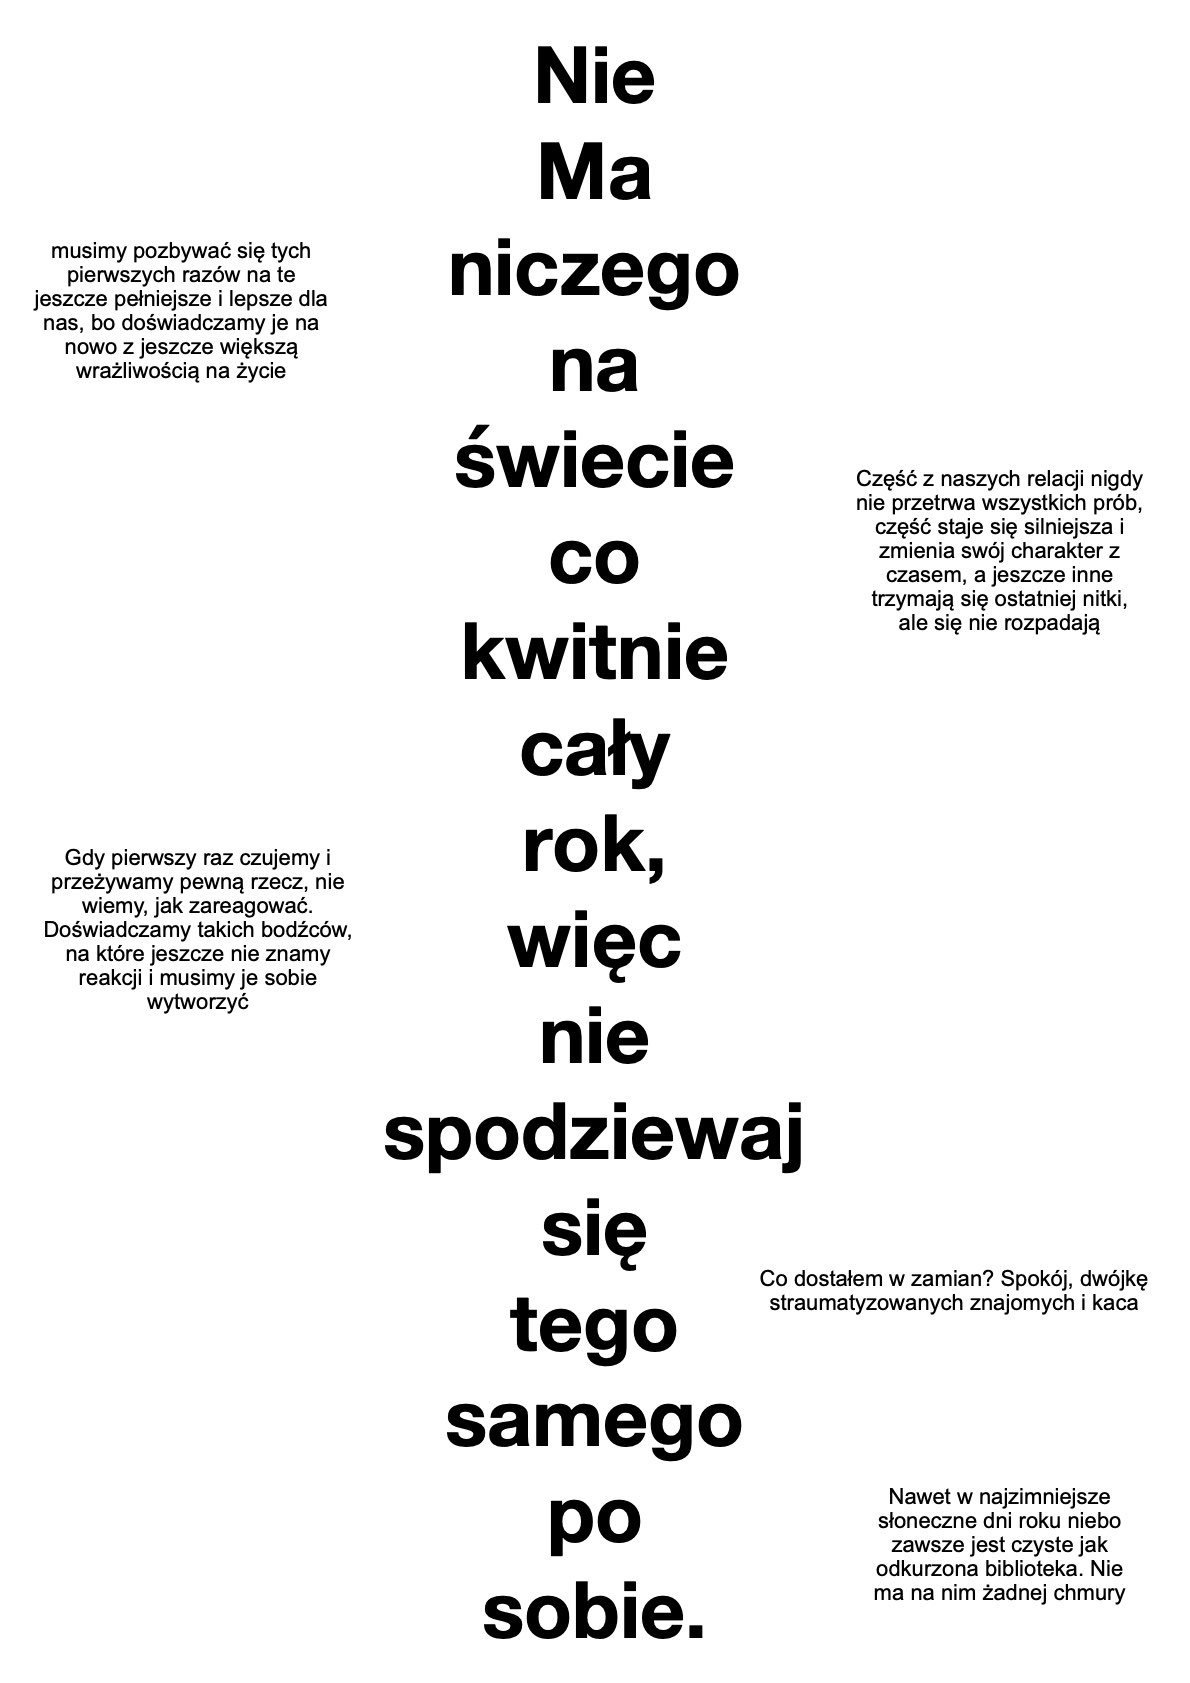 Nie
Ma
niczego
na
świecie
co
kwitnie
cały
rok,
więc
nie
spodziewaj
się
tego
samego
po
sobie.
musimy pozbywać się tych
pierwszych razów na te
jeszcze pełniejsze i lepsze dla
nas, bo doświadczamy je na
nowo z jeszcze większą
wrażliwością na życie
Część z naszych relacji nigdy
nie przetrwa wszystkich prób,
część staje się silniejsza i
zmienia swój charakter z
czasem, a jeszcze inne
trzymają się ostatniej nitki,
ale się nie rozpadają
Gdy pierwszy raz czujemy i
przeżywamy pewną rzecz, nie
wiemy, jak zareagować.
Doświadczamy takich bodźców,
na które jeszcze nie znamy
reakcji i musimy je sobie
wytworzyć
Co dostałem w zamian? Spokój, dwójkę
straumatyzowanych znajomych i kaca
Nawet w najzimniejsze
słoneczne dni roku niebo
zawsze jest czyste jak
odkurzona biblioteka. Nie
ma na nim żadnej chmury